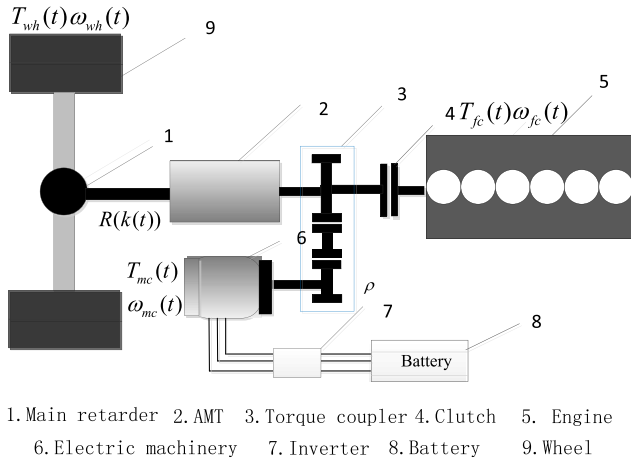 T_wh(t)ω_wh(t)
9
1
2
3
4 T_fc(t)ω_fc(t)
5
R(k(t))
6
T_mc(t)
ω_mc(t)
ρ
7
8
Battery
1.Main retarder 2.AMT 3.Torque coupler 4.Clutch 5. Engine
6.Electric machinery 7.Inverter 8.Battery 9.Wheel